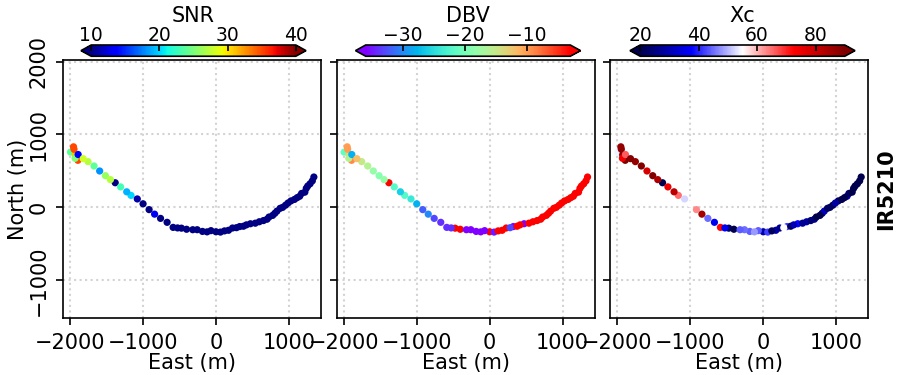 SNR DBV Xc
10 20 30 40 −30 −20 −10 20 40 60 80
2000
1000
0
−1000
North (m)
IR5210
−2000 −1000 0 1000 −2000 −1000 0 1000 −2000 −1000 0 1000
East (m) East (m) East (m)